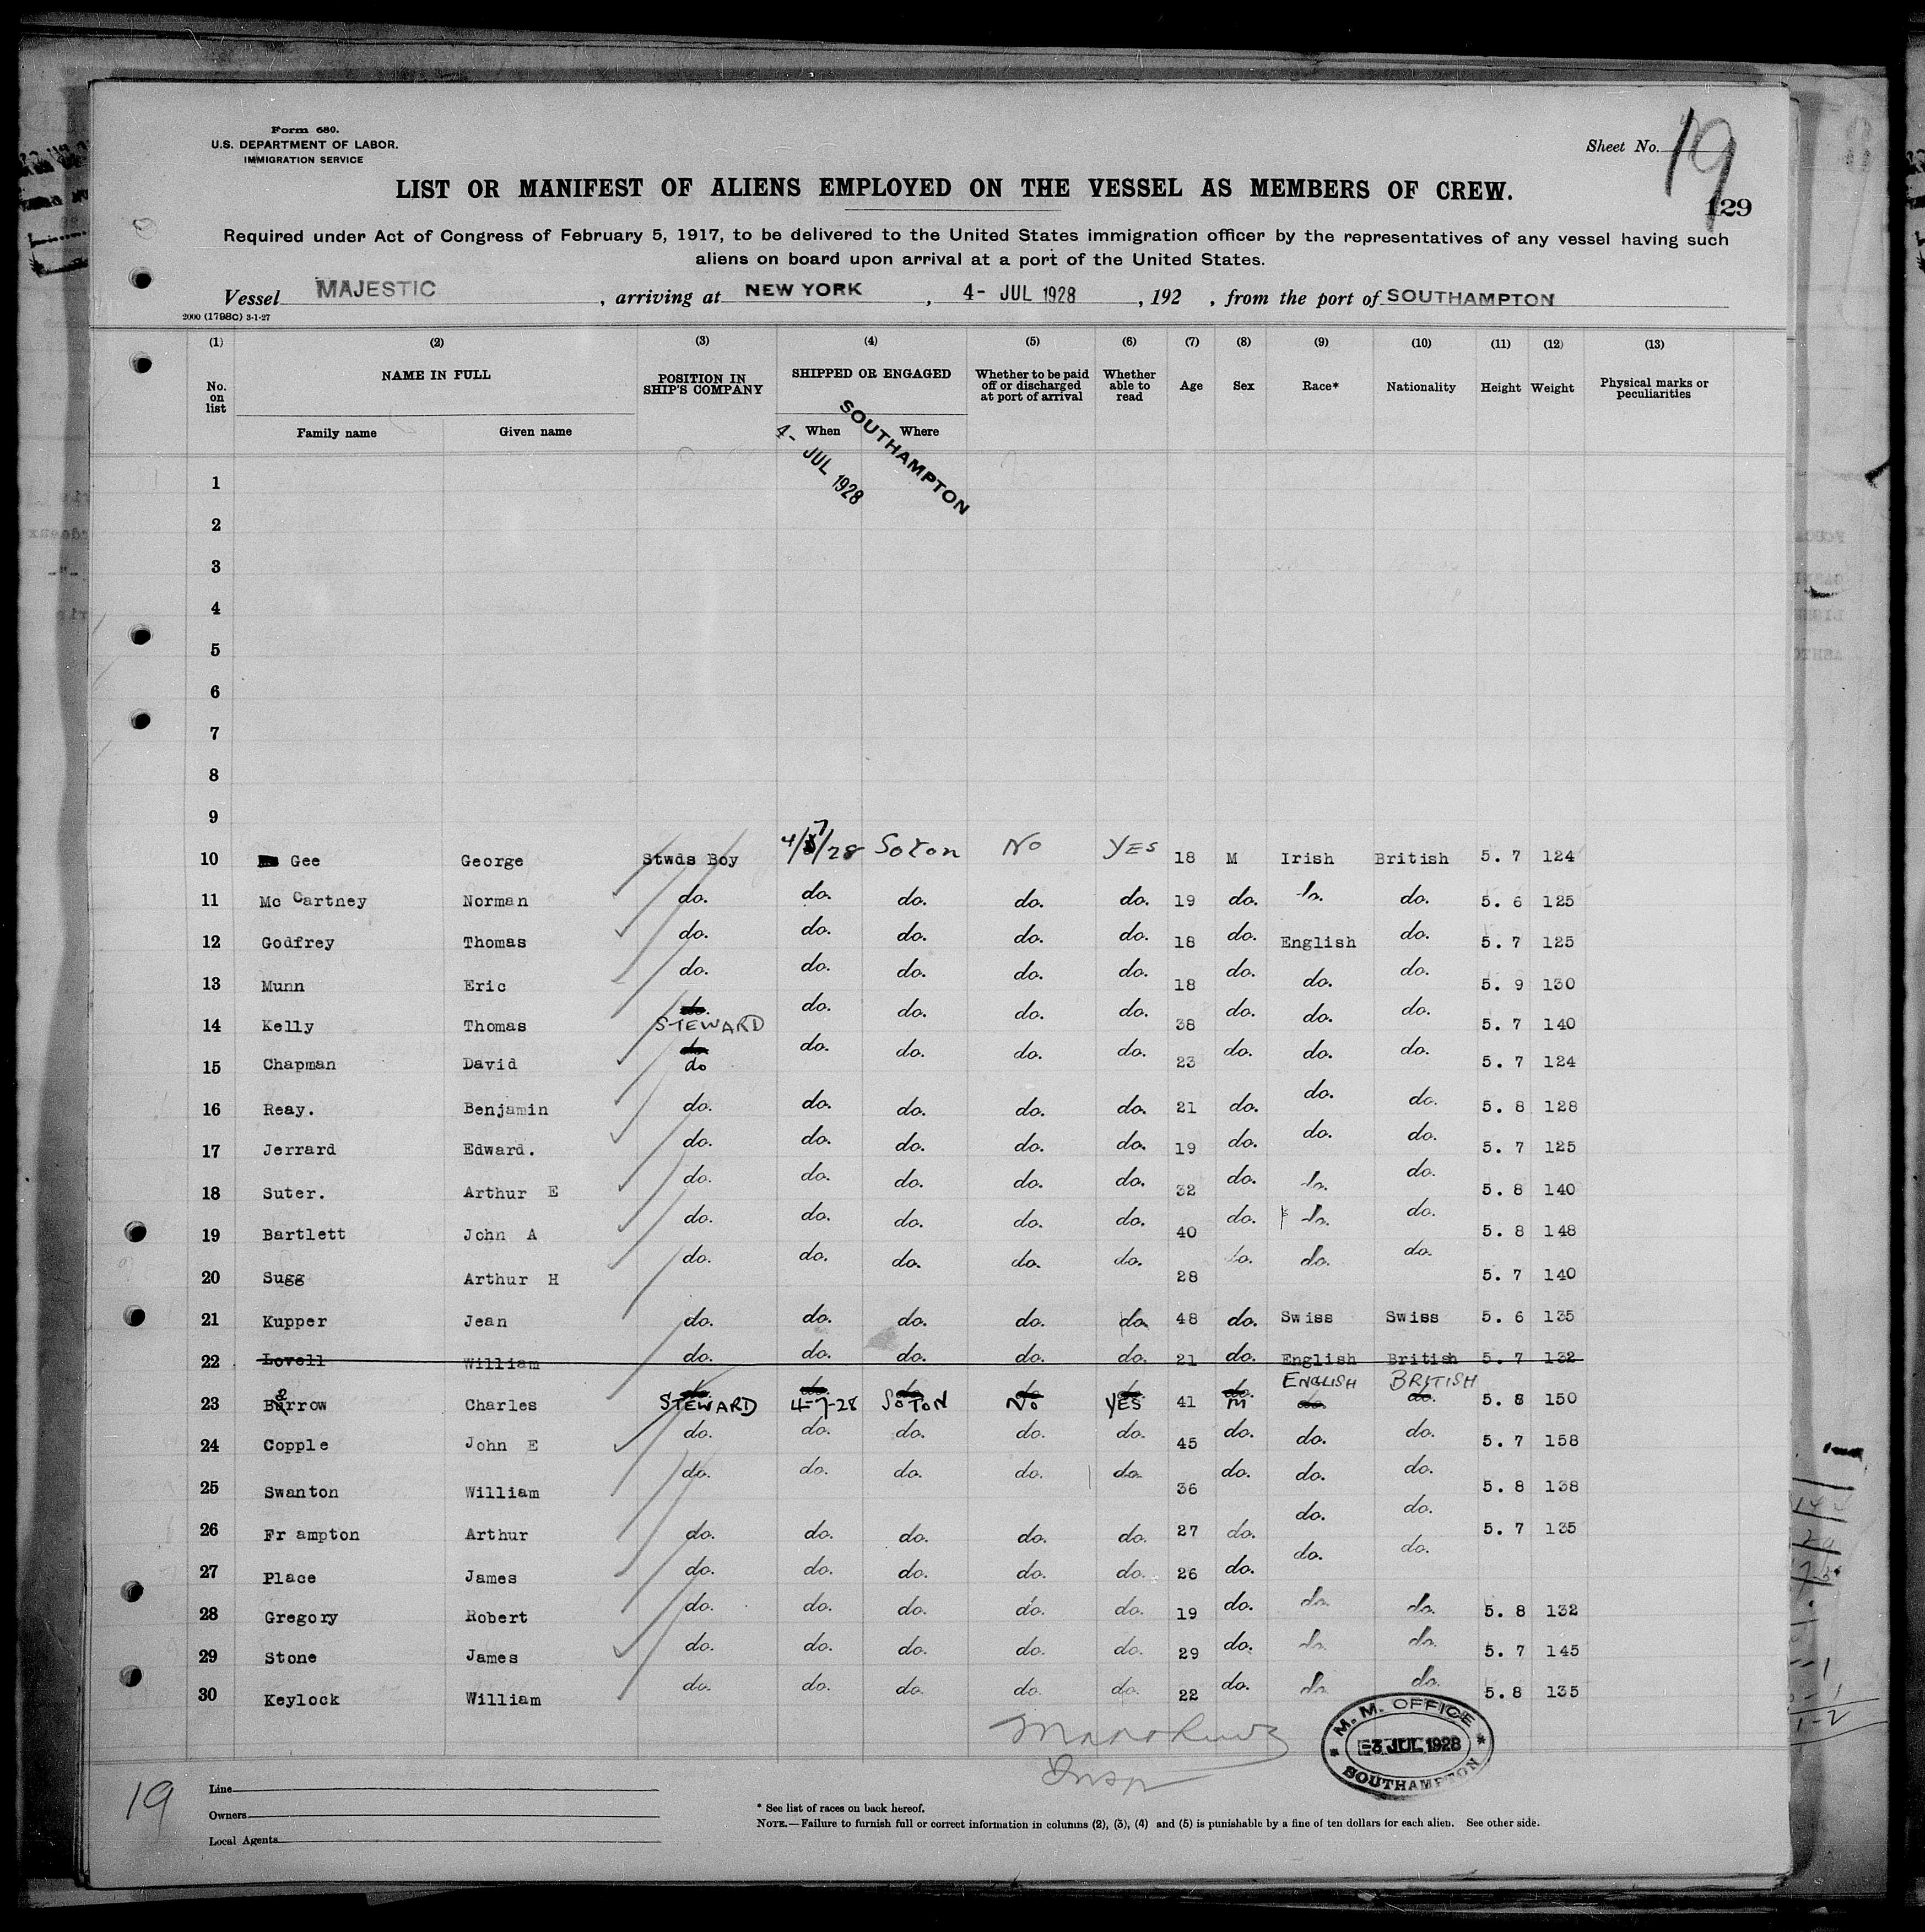 Form 680.
U.S. DEPARTMENT OF LABOR.
IMMIGRATION SERVICE
Sheet No. 19
129
LIST OR MANIFEST OF ALIENS EMPLOYED ON THE VESSEL AS MEMBERS OF CREW.
Required under Act of Congress of February 5, 1917, to be delivered to the United States immigration officer by the representatives of any vessel having such
aliens on board upon arrival at a port of the United States.
Vessel MAJESTIC, arriving at NEW YORK, 4- JUL 1928, 192 , from the port of SOUTHAMPTON
2000 (1798c) 3-1-27
(1) (2) (3) (4) (5) (6) (7) (8) (9) (10) (11) (12) (13)
No. on list NAME IN FULL POSITION IN SHIP'S COMPANY SHIPPED OR ENGAGED Whether to be paid off or discharged at port of arrival Whether able to read Age Sex Race* Nationality Height Weight Physical marks or peculiarities
Family name Given name When Where
4- JUL 1928 SOUTHAMPTON
1
2
3
4
5
6
7
8
9
10 Gee George Stwds Boy 4/7/28 Soton No YES 18 M Irish British 5. 7 124
11 Mc Cartney Norman do. do. do. do. do. 19 do. do. do. 5. 6 125
12 Godfrey Thomas do. do. do. do. do. 18 do. English do. 5. 7 125
13 Munn Eric do. do. do. do. do. 18 do. do. do. 5. 9 130
14 Kelly Thomas do. STEWARD do. do. do. do. 38 do. do. do. 5. 7 140
15 Chapman David do. do do. do. do. do. 23 do. do. do. 5. 7 124
16 Reay. Benjamin do. do. do. do. do. 21 do. do. do. 5. 8 128
17 Jerrard Edward. do. do. do. do. do. 19 do. do. do. 5. 7 125
18 Suter. Arthur E do. do. do. do. do. 32 do. do. do. 5. 8 140
19 Bartlett John A do. do. do. do. do. 40 do. do. do. 5. 8 148
20 Sugg Arthur H do. do. do. do. do. 28 do. do. do. 5. 7 140
21 Kupper Jean do. do. do. do. do. 48 do. Swiss Swiss 5. 6 135
22 Lovell William do. do. do. do. do. 21 do. English British 5. 7 132
23 Burrow Charles STEWARD 4-7-28 SOTON No YES 41 M ENGLISH BRITISH 5. 8 150
24 Copple John E do. do. do. do. do. 45 do. do. do. 5. 7 158
25 Swanton William do. do. do. do. do. 36 do. do. do. 5. 8 138
26 Fr ampton Arthur do. do. do. do. do. 27 do. do. do. 5. 7 135
27 Place James do. do. do. do. do. 26 do. do. do.
28 Gregory Robert do. do. do. do. do. 19 do. do. do. 5. 8 132
29 Stone James do. do. do. do. do. 29 do. do. do. 5. 7 145
30 Keylock William do. do. do. do. do. 22 do. do. do. 5. 8 135
M. M. OFFICE
3 JUL 1928
SOUTHAMPTON
19
Line
Owners
Local Agents
* See list of races on back hereof.
NOTE.—Failure to furnish full or correct information in columns (2), (3), (4) and (5) is punishable by a fine of ten dollars for each alien. See other side.